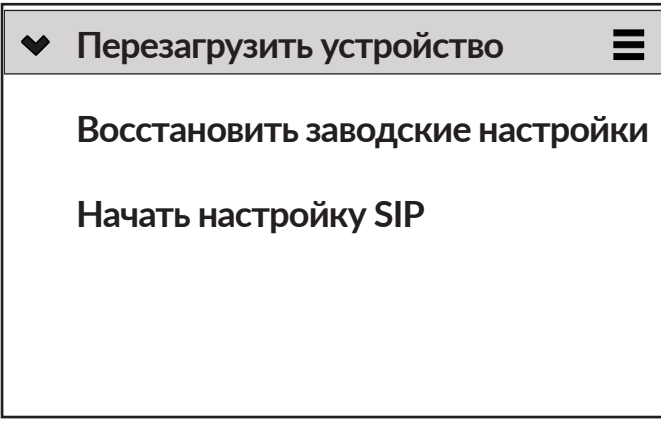 Перезагрузить устройство
Восстановить заводские настройки
Начать настройку SIP